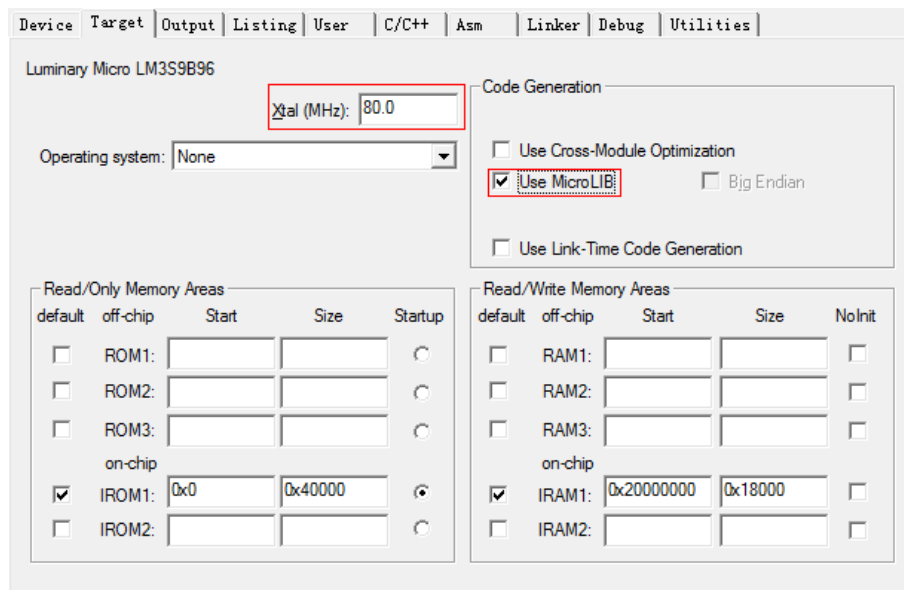 Device Target Output Listing User C/C++ Asm Linker Debug Utilities
Luminary Micro LM3S9B96
Xtal (MHz): 80.0
Operating system: None
Code Generation
Use Cross-Module Optimization
Use MicroLIB Big Endian
Use Link-Time Code Generation
Read/Only Memory Areas
default off-chip Start Size Startup
ROM1:
ROM2:
ROM3:
on-chip
IROM1: 0x0 0x40000
IROM2:
Read/Write Memory Areas
default off-chip Start Size NoInit
RAM1:
RAM2:
RAM3:
on-chip
IRAM1: 0x20000000 0x18000
IRAM2: